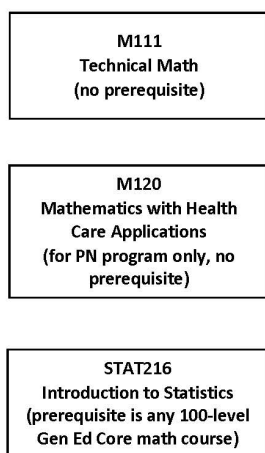 M111
Technical Math
(no prerequisite)
M120
Mathematics with Health
Care Applications
(for PN program only, no
prerequisite)
STAT216
Introduction to Statistics
(prerequisite is any 100-level
Gen Ed Core math course)